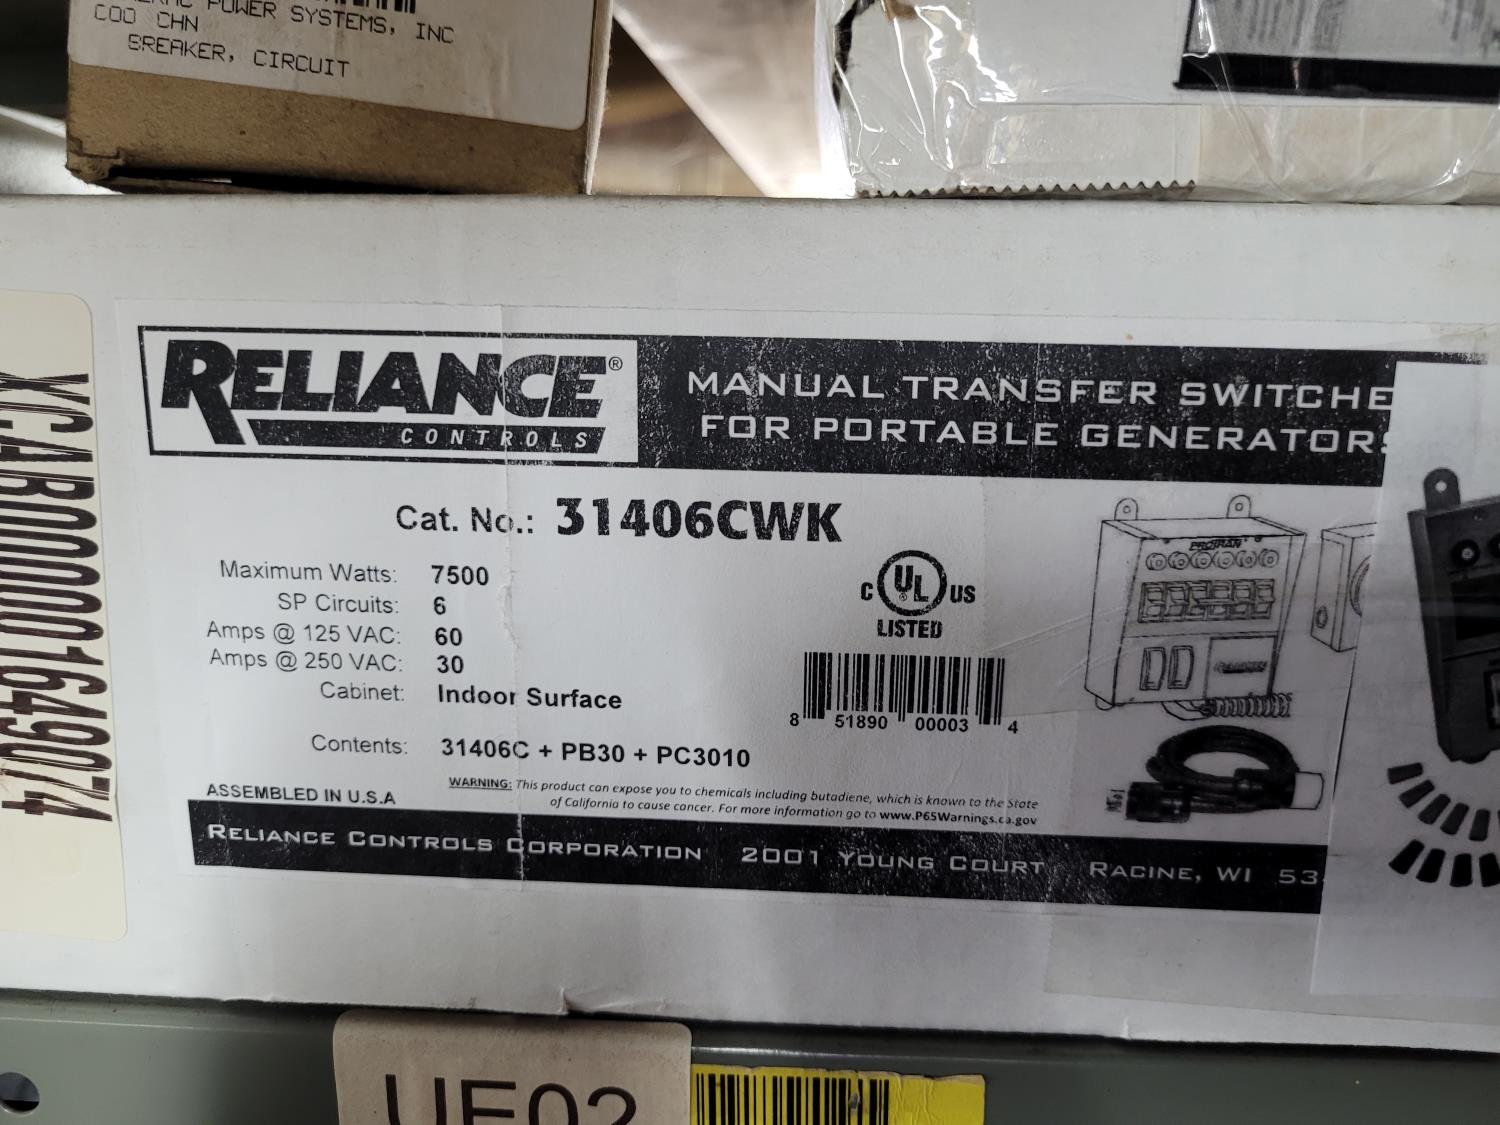 POWER SYSTEMS, INC
COO CHN
BREAKER, CIRCUIT
RELIANCE®
CONTROLS
MANUAL TRANSFER SWITCHE
FOR PORTABLE GENERATORS
Cat. No.: 31406CWK
Maximum Watts: 7500
SP Circuits: 6
Amps @ 125 VAC: 60
Amps @ 250 VAC: 30
Cabinet: Indoor Surface
Contents: 31406C + PB30 + PC3010
C UL® US
LISTED
8 51890 00003 4
PROTRAN
RELIANCE
WARNING: This product can expose you to chemicals including butadiene, which is known to the State
of California to cause cancer. For more information go to www.P65Warnings.ca.gov
ASSEMBLED IN U.S.A
RELIANCE CONTROLS CORPORATION 2001 YOUNG COURT RACINE, WI 53
UE02